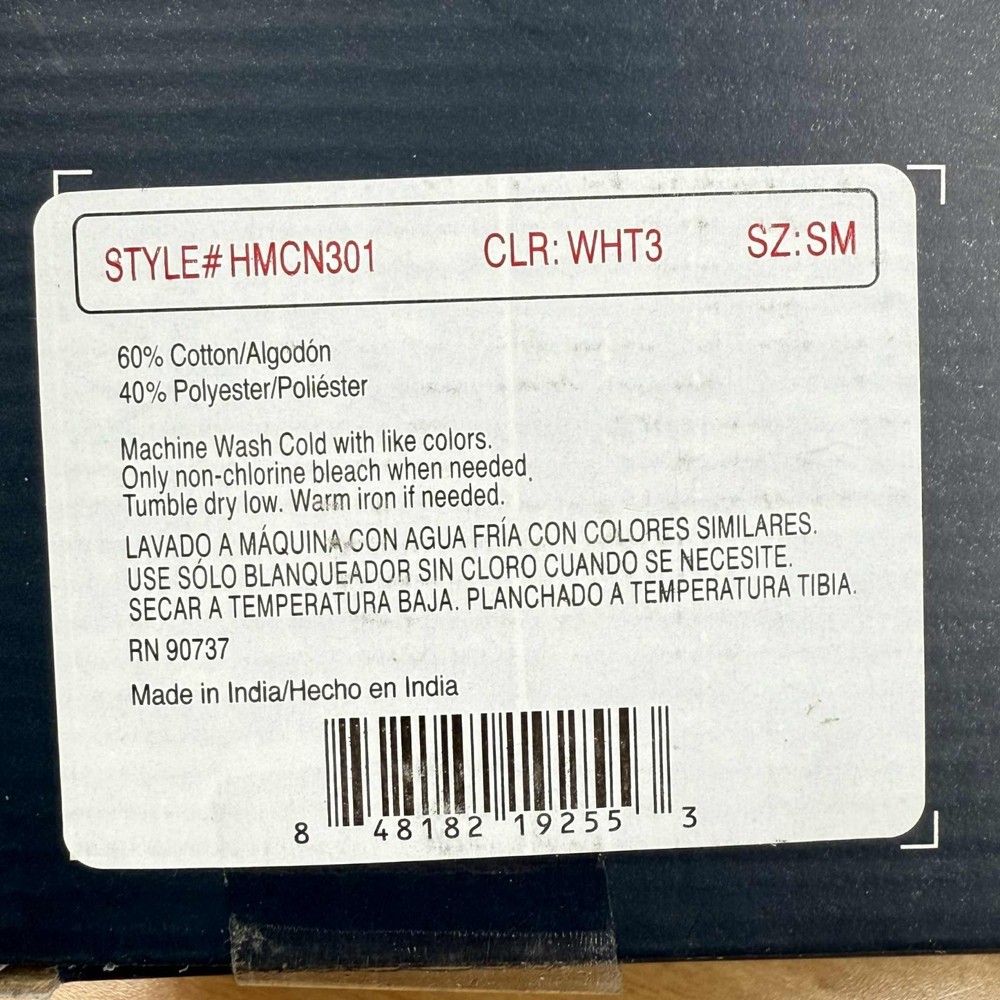 STYLE# HMCN301 CLR: WHT3 SZ: SM
60% Cotton/Algodón
40% Polyester/Poliéster
Machine Wash Cold with like colors.
Only non-chlorine bleach when needed.
Tumble dry low. Warm iron if needed.
LAVADO A MÁQUINA CON AGUA FRÍA CON COLORES SIMILARES.
USE SÓLO BLANQUEADOR SIN CLORO CUANDO SE NECESITE.
SECAR A TEMPERATURA BAJA. PLANCHADO A TEMPERATURA TIBIA.
RN 90737
Made in India/Hecho en India
8 48182 19255 3